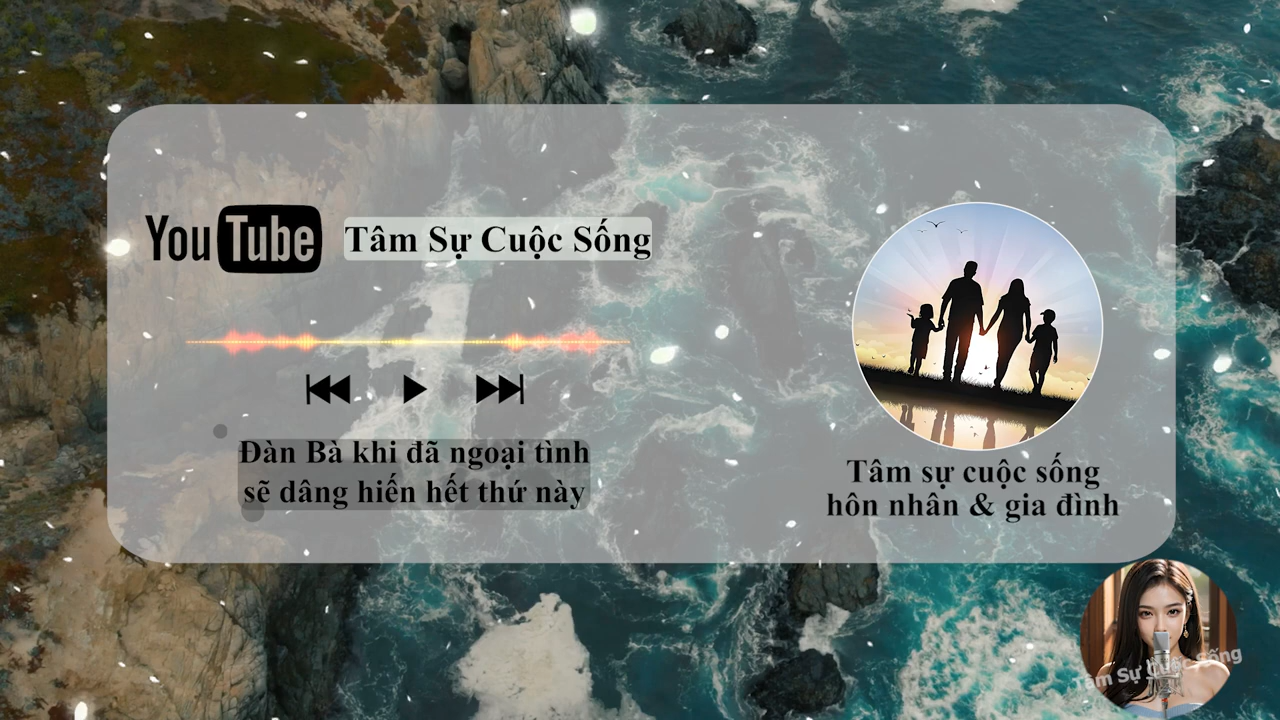 YouTube Tâm Sự Cuộc Sống
Đàn Bà khi đã ngoại tình
sẽ dâng hiến hết thứ này
Tâm sự cuộc sống
hôn nhân & gia đình
Tâm Sự Cuộc Sống